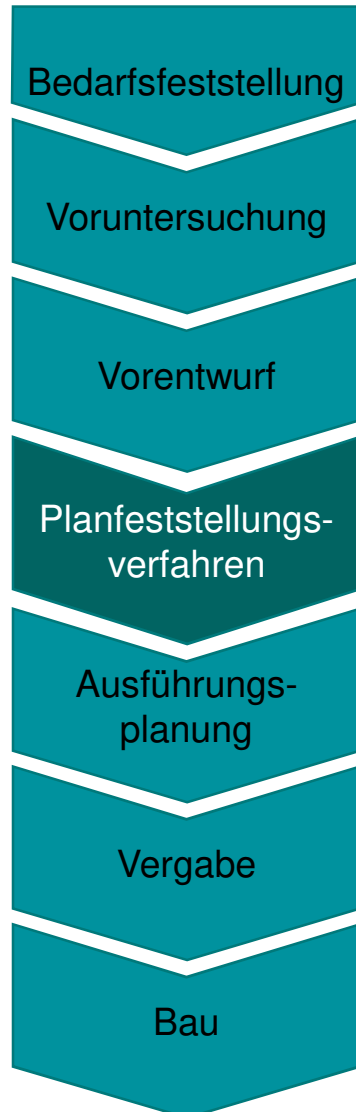 Bedarfsfeststellung
Voruntersuchung
Vorentwurf
Planfeststellungs-
verfahren
Ausführungs-
planung
Vergabe
Bau